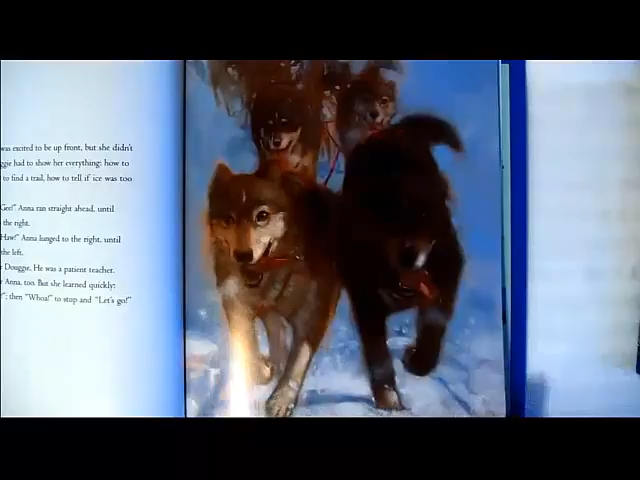 was excited to be up front, but she didn't
ggie had to show her everything: how to
to find a trail, how to tell if ice was too
Gee!" Anna ran straight ahead, until
the right.
Haw!" Anna lunged to the right, until
the left.
Douggie. He was a patient teacher.
Anna, too. But she learned quickly:
then "Whoa!" to stop and "Let's go!"